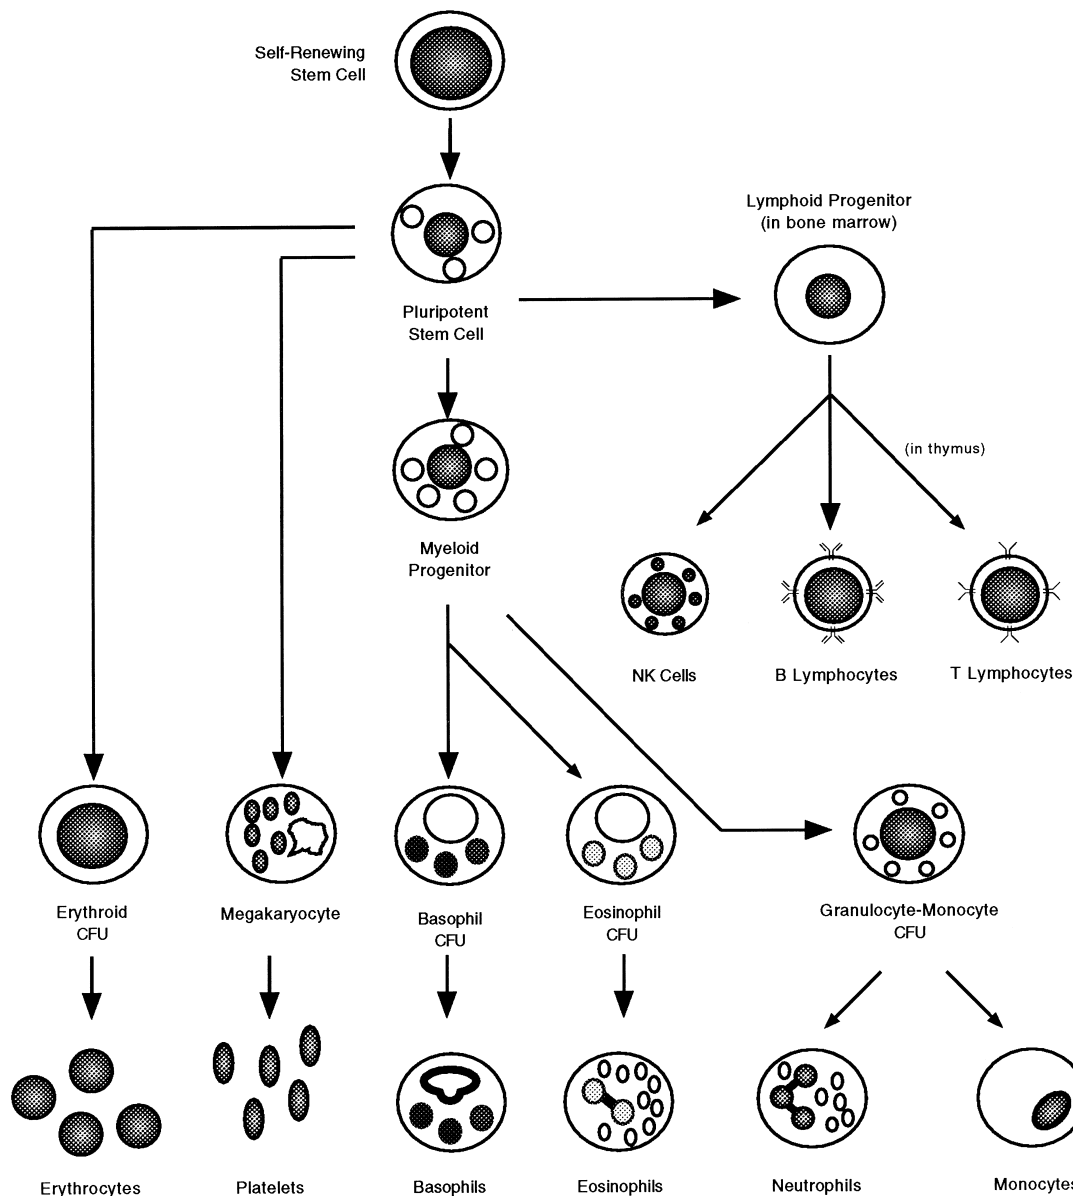 Self-Renewing
Stem Cell
Lymphoid Progenitor
(in bone marrow)
Pluripotent
Stem Cell
(in thymus)
Myeloid
Progenitor
NK Cells
B Lymphocytes
T Lymphocytes
Erythroid
CFU
Megakaryocyte
Basophil
CFU
Eosinophil
CFU
Granulocyte-Monocyte
CFU
Erythrocytes
Platelets
Basophils
Eosinophils
Neutrophils
Monocytes